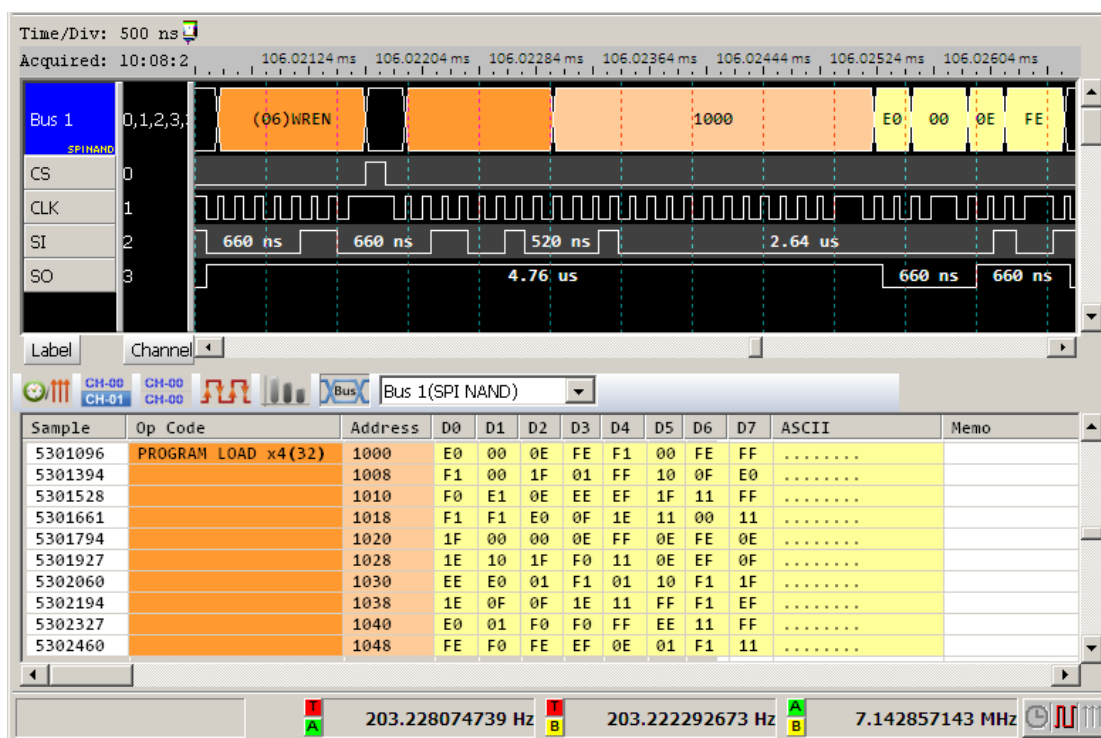 Time/Div: 500 ns
Acquired: 10:08:2
106.02124 ms 106.02204 ms 106.02284 ms 106.02364 ms 106.02444 ms 106.02524 ms 106.02604 ms
Bus 1 0,1,2,3, (06)WREN 1000 E0 00 0E FE
SPINAND
CS 0
CLK 1
SI 2 660 ns 660 ns 520 ns 2.64 us
SO 3 4.76 us 660 ns 660 ns
Label Channel
CH-00 CH-00
CH-01 CH-00
Bus Bus 1(SPI NAND)
Sample Op Code Address D0 D1 D2 D3 D4 D5 D6 D7 ASCII Memo
5301096 PROGRAM LOAD x4(32) 1000 E0 00 0E FE F1 00 FE FF ........
5301394 1008 F1 00 1F 01 FF 10 0F E0 ........
5301528 1010 F0 E1 0E EE EF 1F 11 FF ........
5301661 1018 F1 F1 E0 0F 1E 11 00 11 ........
5301794 1020 1F 00 00 0E FF 0E FE 0E ........
5301927 1028 1E 10 1F F0 11 0E EF 0F ........
5302060 1030 EE E0 01 F1 01 10 F1 1F ........
5302194 1038 1E 0F 0F 1E 11 FF F1 EF ........
5302327 1040 E0 01 F0 F0 FF EE 11 FF ........
5302460 1048 FE F0 FE EF 0E 01 F1 11 ........
T A 203.228074739 Hz T B 203.222292673 Hz A B 7.142857143 MHz